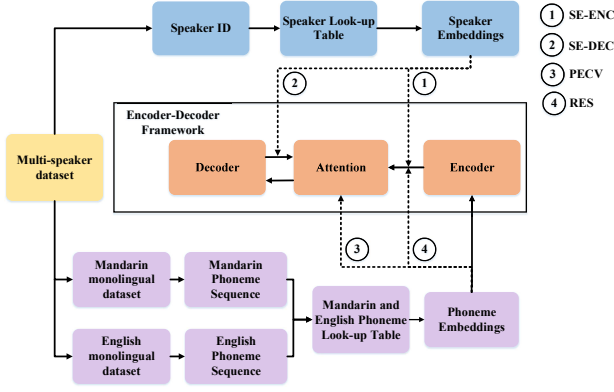 Speaker ID
Speaker Look-up
Table
Speaker
Embeddings
1 SE-ENC
2 SE-DEC
3 PECV
4 RES
2
1
Encoder-Decoder
Framework
Multi-speaker
dataset
Decoder
Attention
Encoder
3
4
Mandarin
monolingual
dataset
Mandarin
Phoneme
Sequence
English
monolingual
dataset
English
Phoneme
Sequence
Mandarin and
English Phoneme
Look-up Table
Phoneme
Embeddings